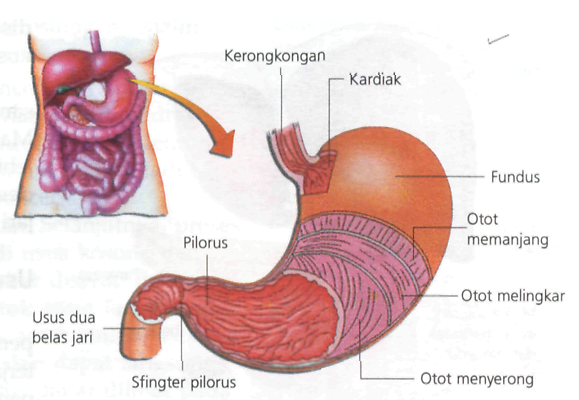 Kerongkongan
Kardiak
Fundus
Otot
memanjang
Pilorus
Otot melingkar
Usus dua
belas jari
Sfingter pilorus
Otot menyerong